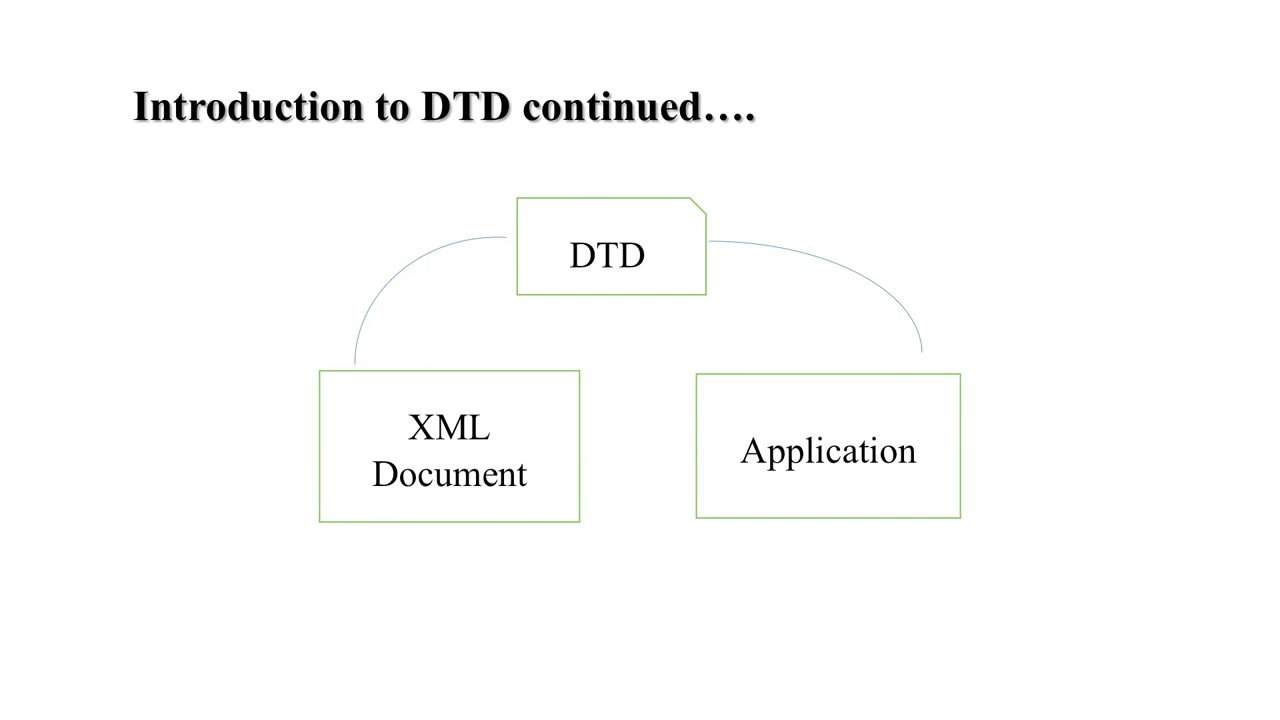 Introduction to DTD continued….
DTD
XML
Document
Application